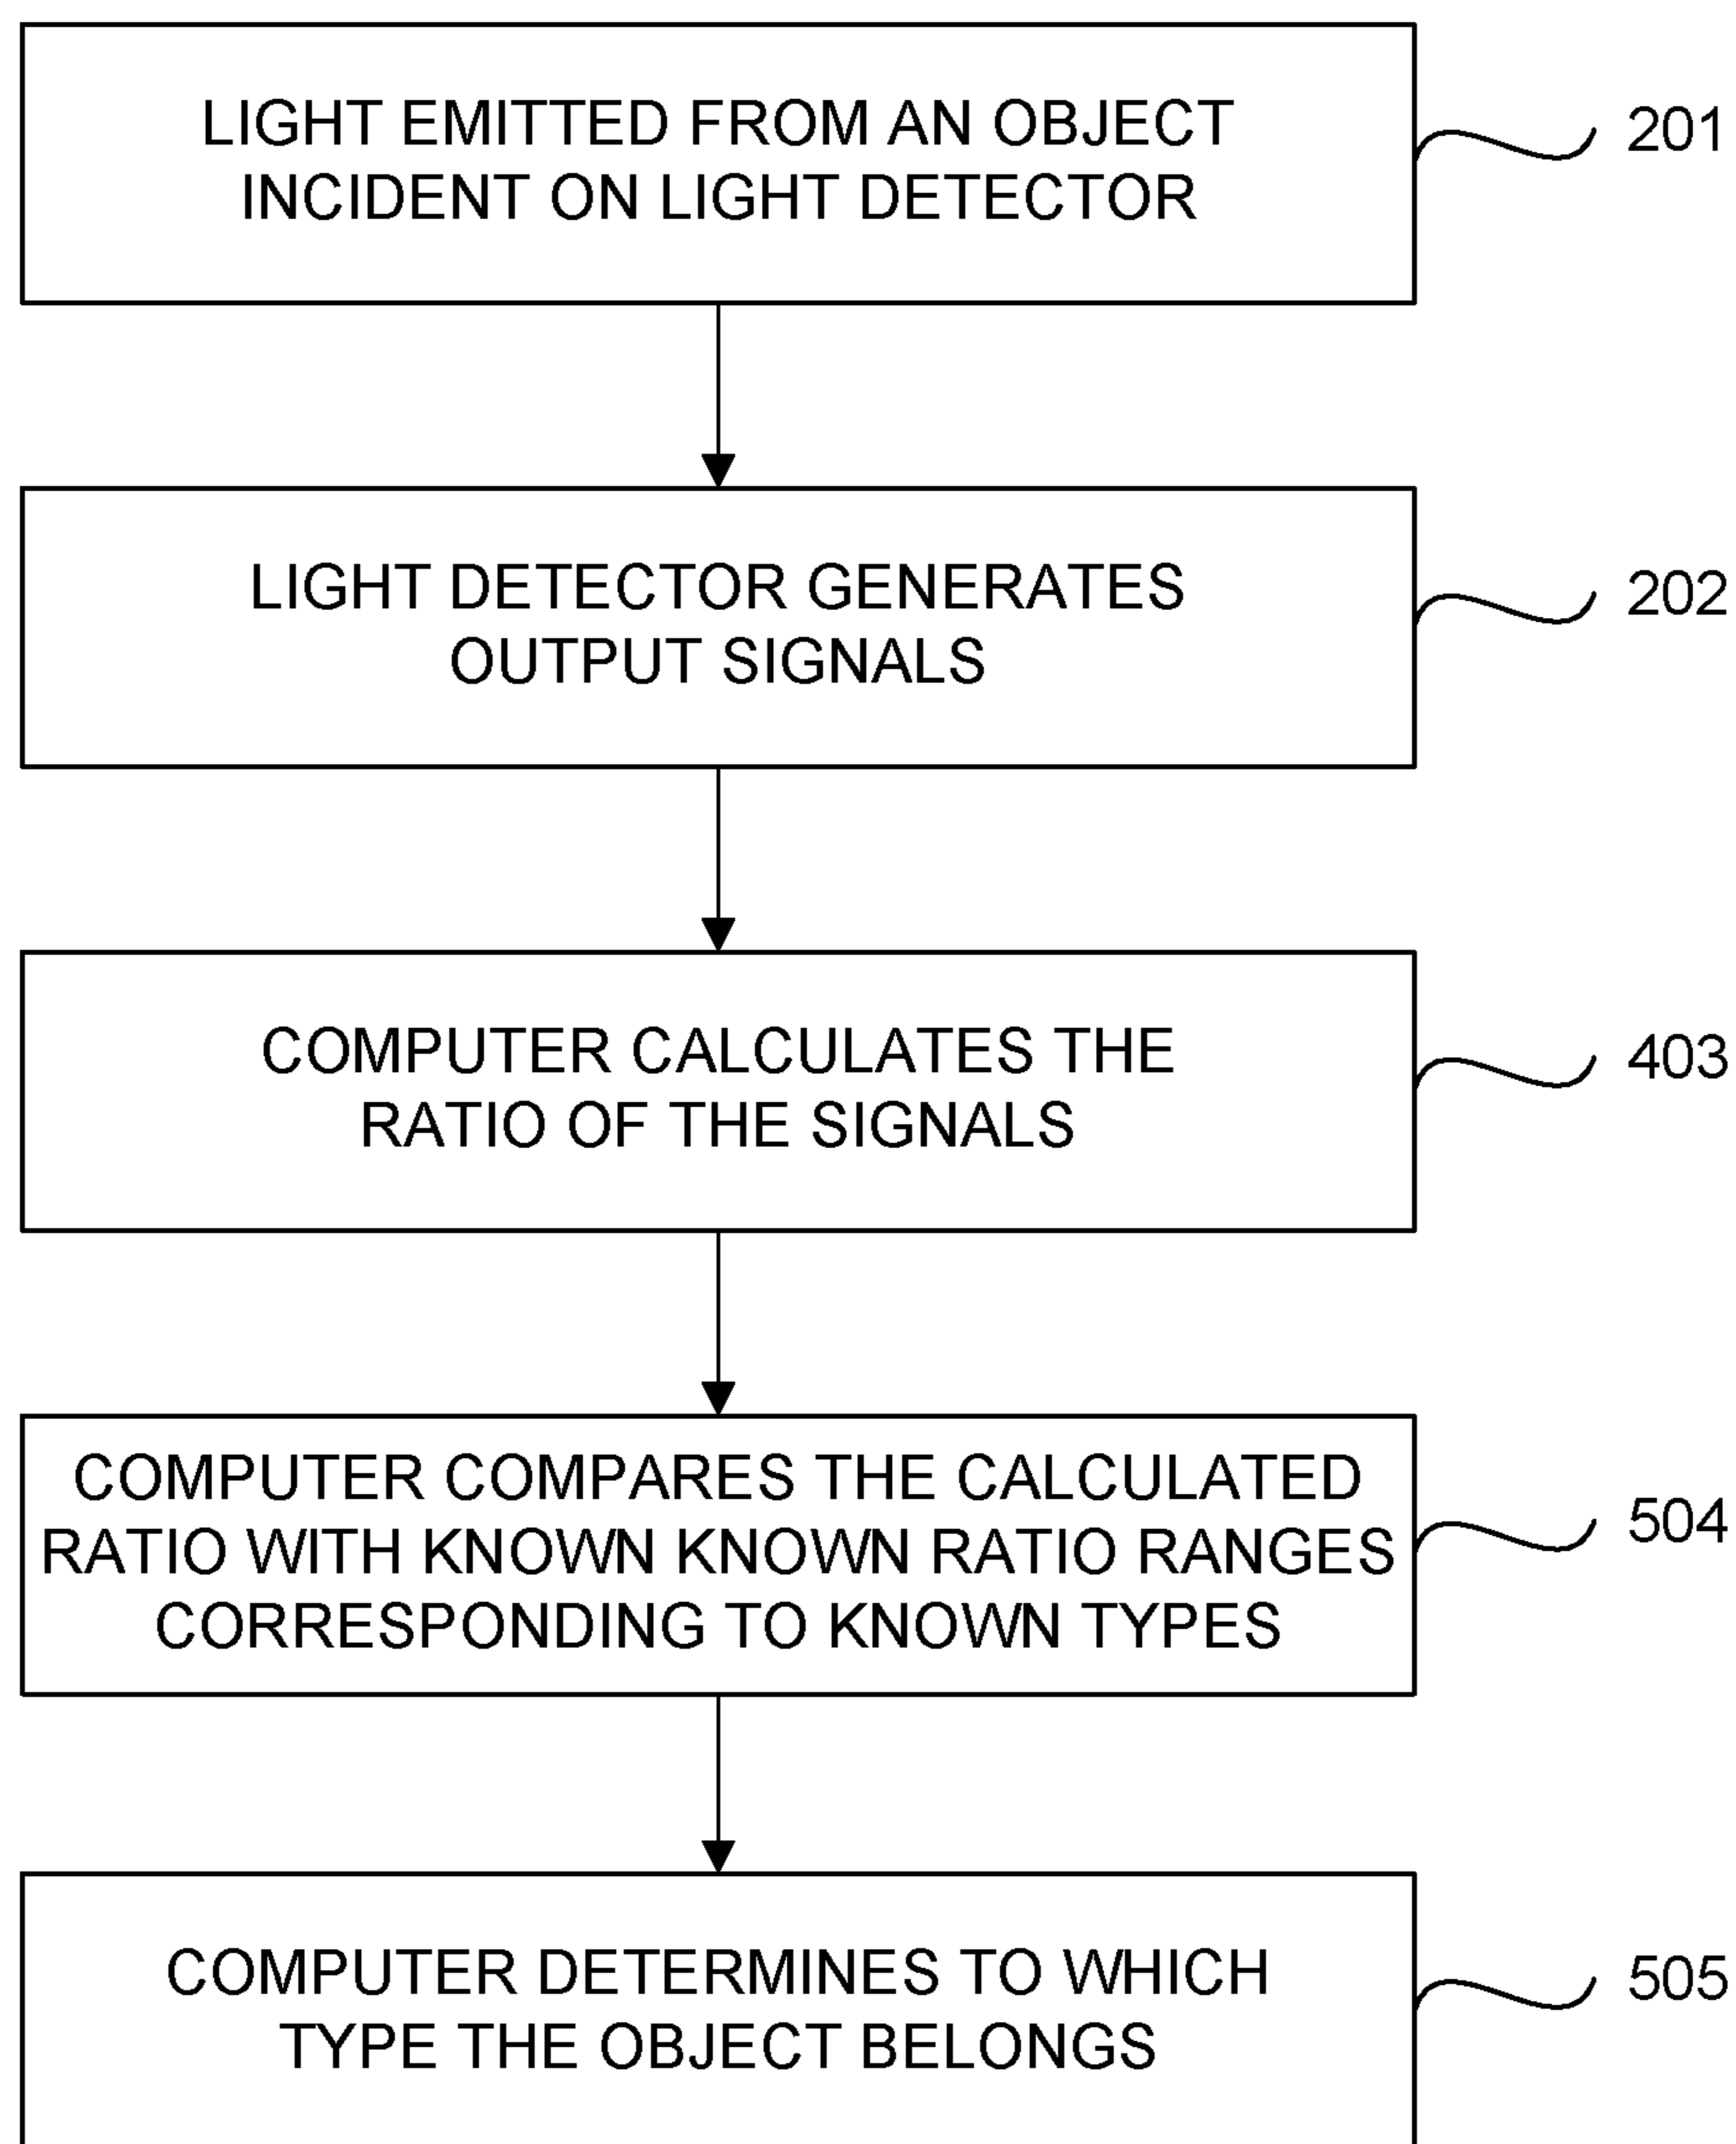 LIGHT EMITTED FROM AN OBJECT
INCIDENT ON LIGHT DETECTOR
201
LIGHT DETECTOR GENERATES
OUTPUT SIGNALS
202
COMPUTER CALCULATES THE
RATIO OF THE SIGNALS
403
COMPUTER COMPARES THE CALCULATED
RATIO WITH KNOWN KNOWN RATIO RANGES
CORRESPONDING TO KNOWN TYPES
504
COMPUTER DETERMINES TO WHICH
TYPE THE OBJECT BELONGS
505